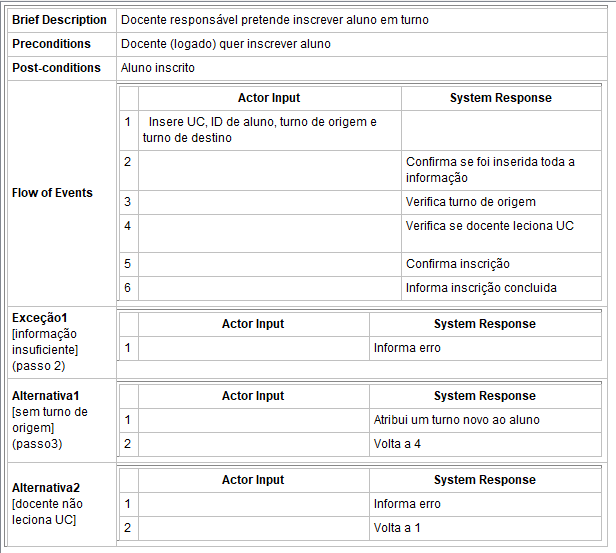 Brief Description Docente responsável pretende inscrever aluno em turno
Preconditions Docente (logado) quer inscrever aluno
Post-conditions Aluno inscrito
Flow of Events
Actor Input System Response
1 Insere UC, ID de aluno, turno de origem e
turno de destino
2 Confirma se foi inserida toda a
informação
3 Verifica turno de origem
4 Verifica se docente leciona UC
5 Confirma inscrição
6 Informa inscrição concluida
Exceção1
[informação
insuficiente]
(passo 2)
Actor Input System Response
1 Informa erro
Alternativa1
[sem turno de
origem]
(passo3)
Actor Input System Response
1 Atribui um turno novo ao aluno
2 Volta a 4
Alternativa2
[docente não
leciona UC]
Actor Input System Response
1 Informa erro
2 Volta a 1